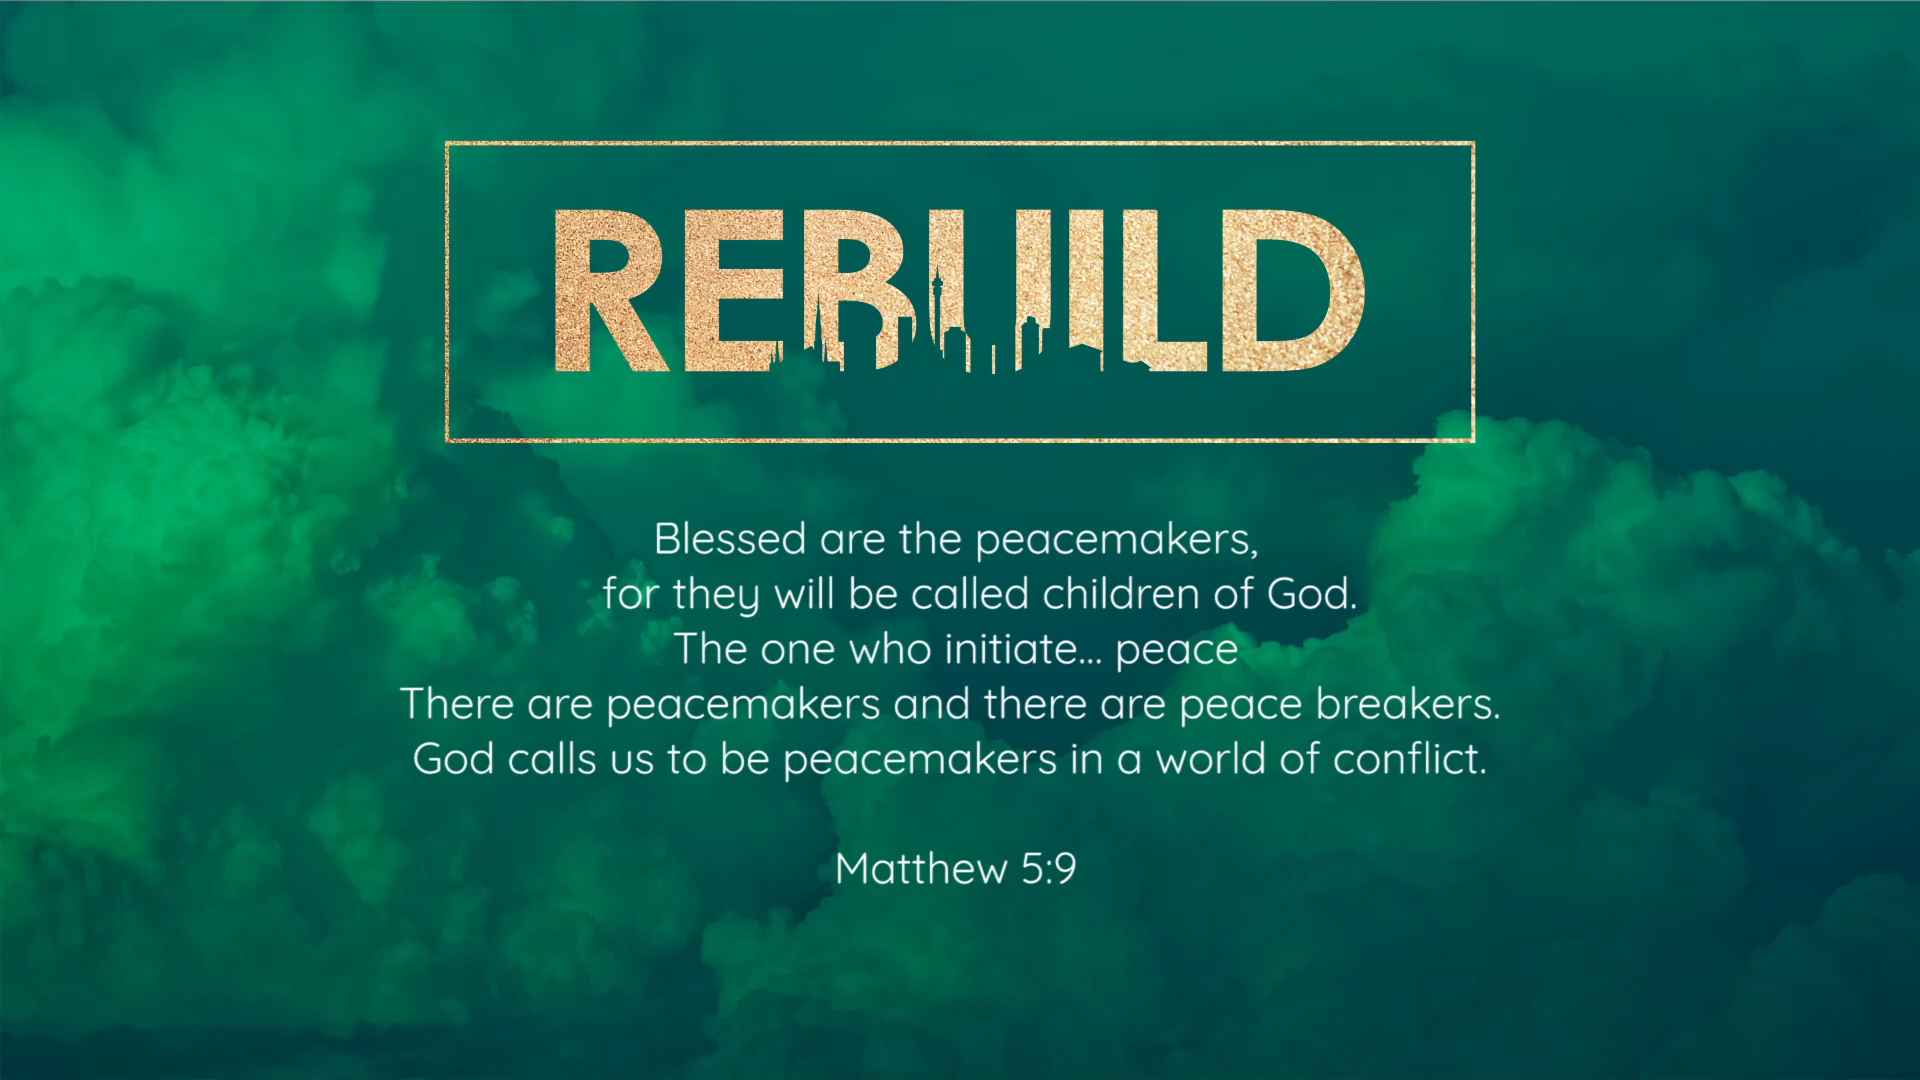 REBUILD
Blessed are the peacemakers,
for they will be called children of God.
The one who initiate... peace
There are peacemakers and there are peace breakers.
God calls us to be peacemakers in a world of conflict.
Matthew 5:9